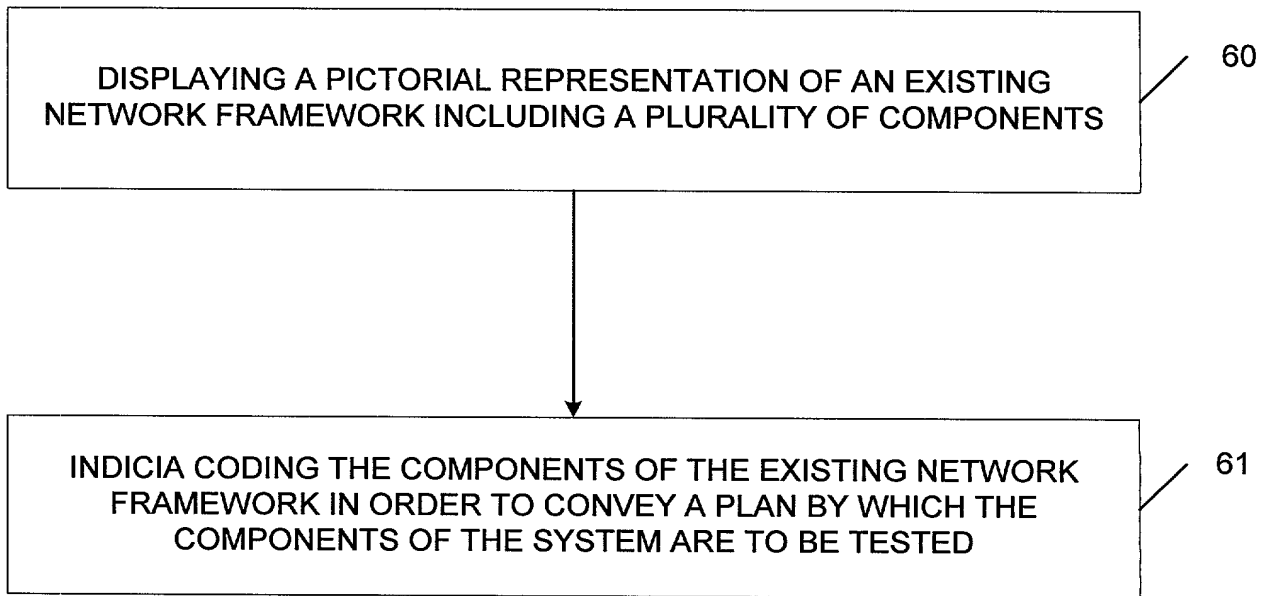 DISPLAYING A PICTORIAL REPRESENTATION OF AN EXISTING
NETWORK FRAMEWORK INCLUDING A PLURALITY OF COMPONENTS
60
INDICIA CODING THE COMPONENTS OF THE EXISTING NETWORK
FRAMEWORK IN ORDER TO CONVEY A PLAN BY WHICH THE
COMPONENTS OF THE SYSTEM ARE TO BE TESTED
61